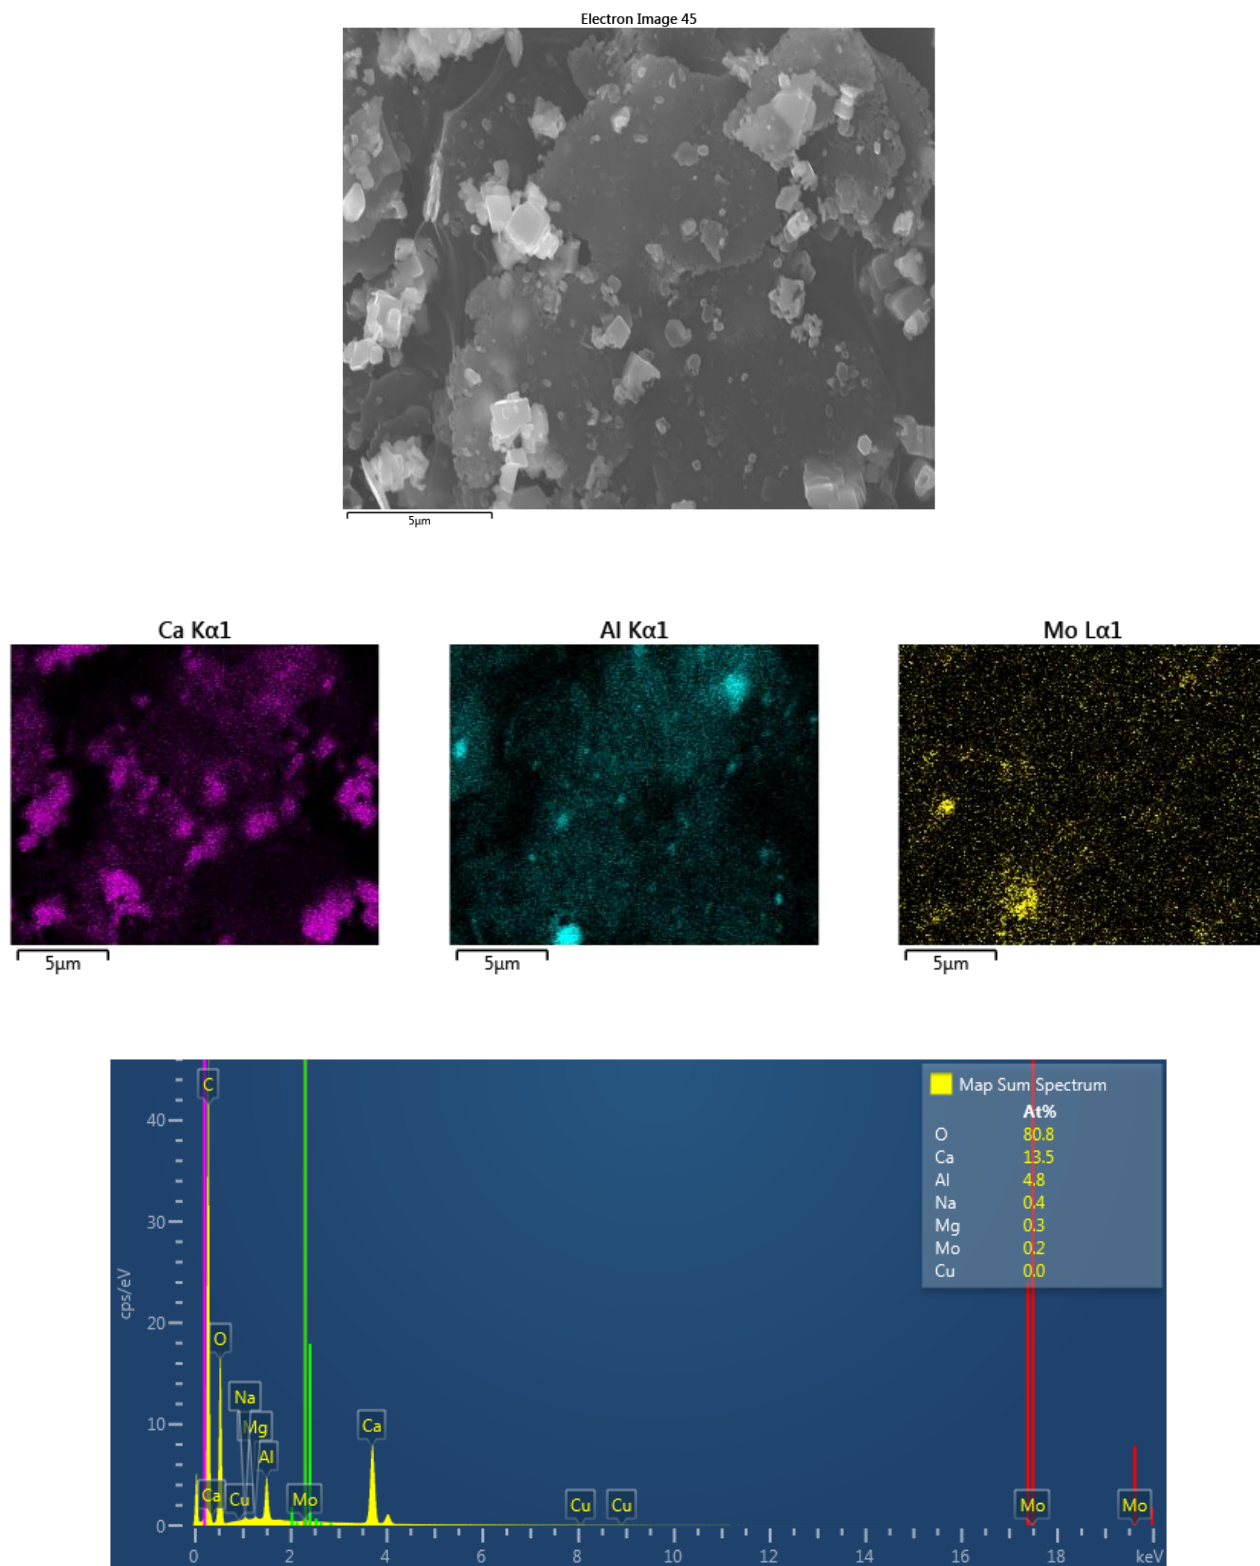 Electron Image 45
5µm
Ca Kα1
Al Kα1
Mo Lα1
5µm
5µm
5µm
Map Sum Spectrum
At%
O 80.8
Ca 13.5
Al 4.8
Na 0.4
Mg 0.3
Mo 0.2
Cu 0.0
cps/eV
40
30
20
10
0
C
O
Na
Mg
Al
Ca
Ca
Cu
Mo
Cu
Cu
Mo
Mo
0 2 4 6 8 10 12 14 16 18 keV